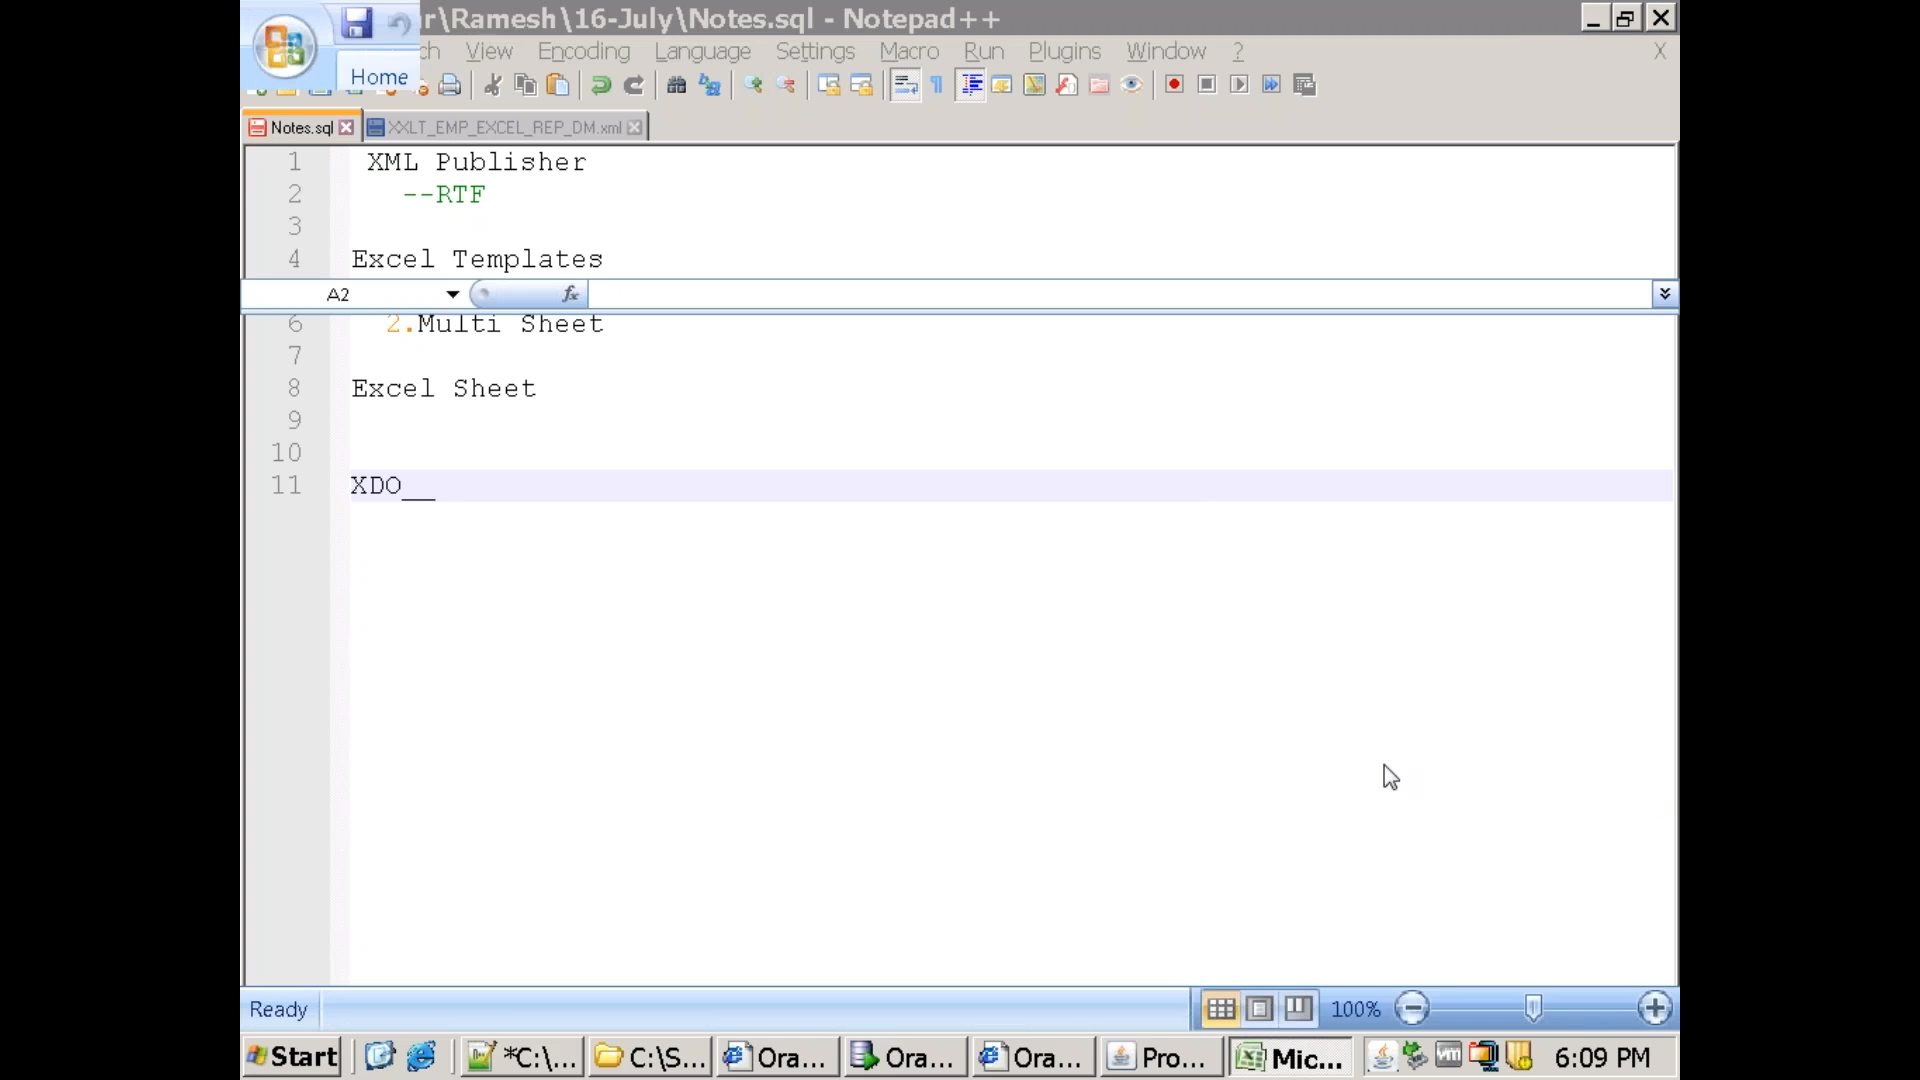 r\Ramesh\16-July\Notes.sql - Notepad++
ch View Encoding Language Settings Macro Run Plugins Window ? X
Home
Notes.sql XXLT_EMP_EXCEL_REP_DM.xml
1 XML Publisher
2 --RTF
3
4 Excel Templates
A2 fx
6 2.Multi Sheet
7
8 Excel Sheet
9
10
11 XDO__
Ready 100%
Start *C:\... C:\S... Ora... Ora... Ora... Pro... Mic... 6:09 PM